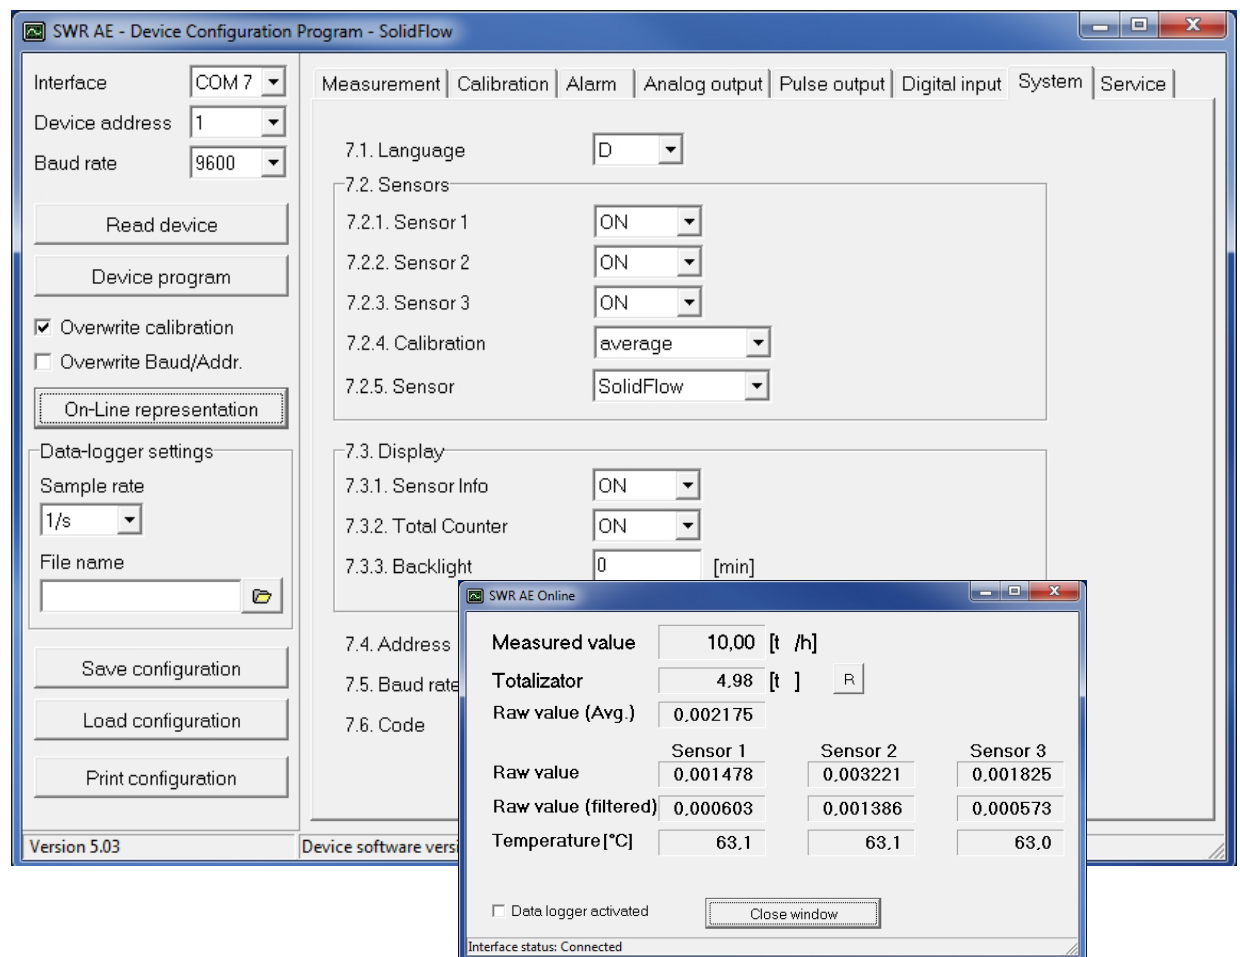 SWR AE - Device Configuration Program - SolidFlow
Interface COM 7
Device address 1
Baud rate 9600
Read device
Device program
Overwrite calibration
Overwrite Baud/Addr.
On-Line representation
Data-logger settings
Sample rate
1/s
File name
Save configuration
Load configuration
Print configuration
Measurement Calibration Alarm Analog output Pulse output Digital input System Service
7.1. Language D
7.2. Sensors
7.2.1. Sensor 1 ON
7.2.2. Sensor 2 ON
7.2.3. Sensor 3 ON
7.2.4. Calibration average
7.2.5. Sensor SolidFlow
7.3. Display
7.3.1. Sensor Info ON
7.3.2. Total Counter ON
7.3.3. Backlight 0 [min]
7.4. Address
7.5. Baud rate
7.6. Code
Version 5.03 Device software versi
SWR AE Online
Measured value 10,00 [t /h]
Totalizator 4,98 [t ] R
Raw value (Avg.) 0,002175
Sensor 1 Sensor 2 Sensor 3
Raw value 0,001478 0,003221 0,001825
Raw value (filtered) 0,000603 0,001386 0,000573
Temperature[°C] 63,1 63,1 63,0
Data logger activated Close window
Interface status: Connected